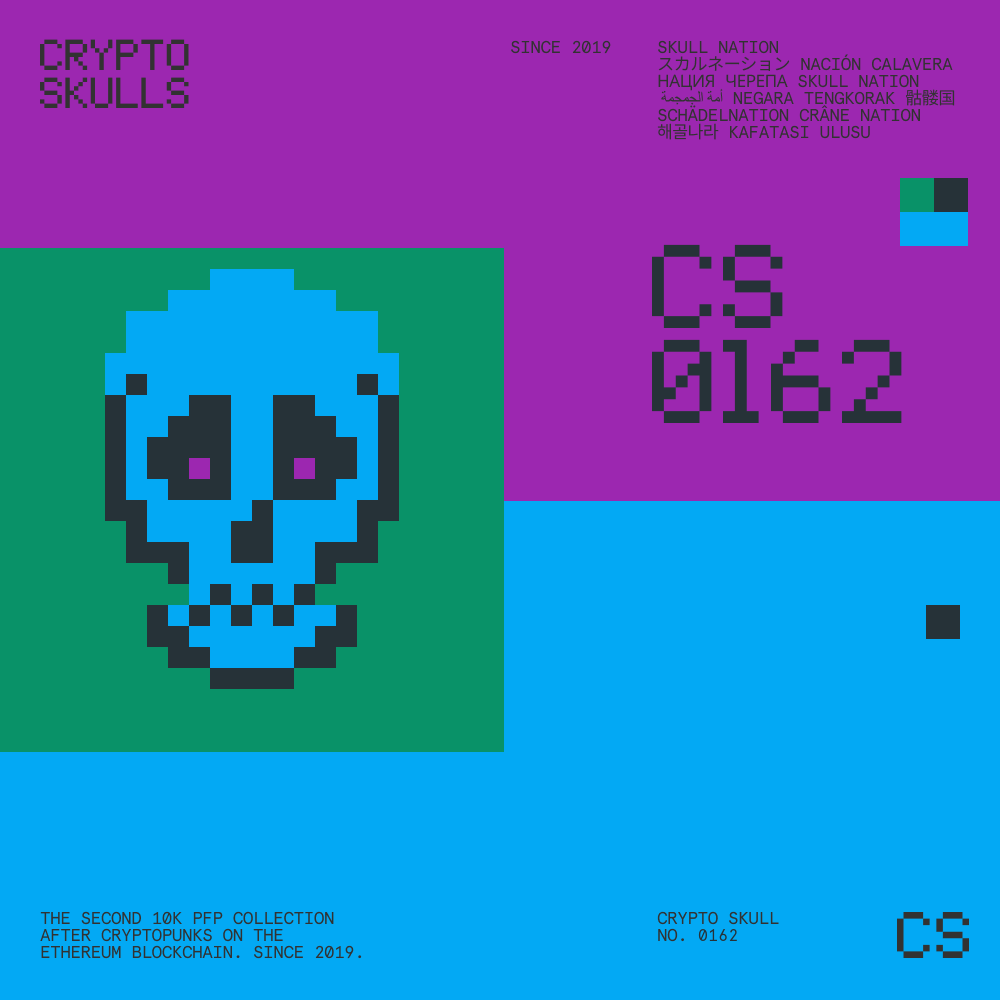 CRYPTO
SKULLS
SINCE 2019
SKULL NATION
スカルネーション NACIÓN CALAVERA
НАЦИЯ ЧЕРЕПА SKULL NATION
أمة الجمجمة NEGARA TENGKORAK 骷髅国
SCHÄDELNATION CRÂNE NATION
해골나라 KAFATASI ULUSU
CS
0162
THE SECOND 10K PFP COLLECTION
AFTER CRYPTOPUNKS ON THE
ETHEREUM BLOCKCHAIN. SINCE 2019.
CRYPTO SKULL
NO. 0162
CS